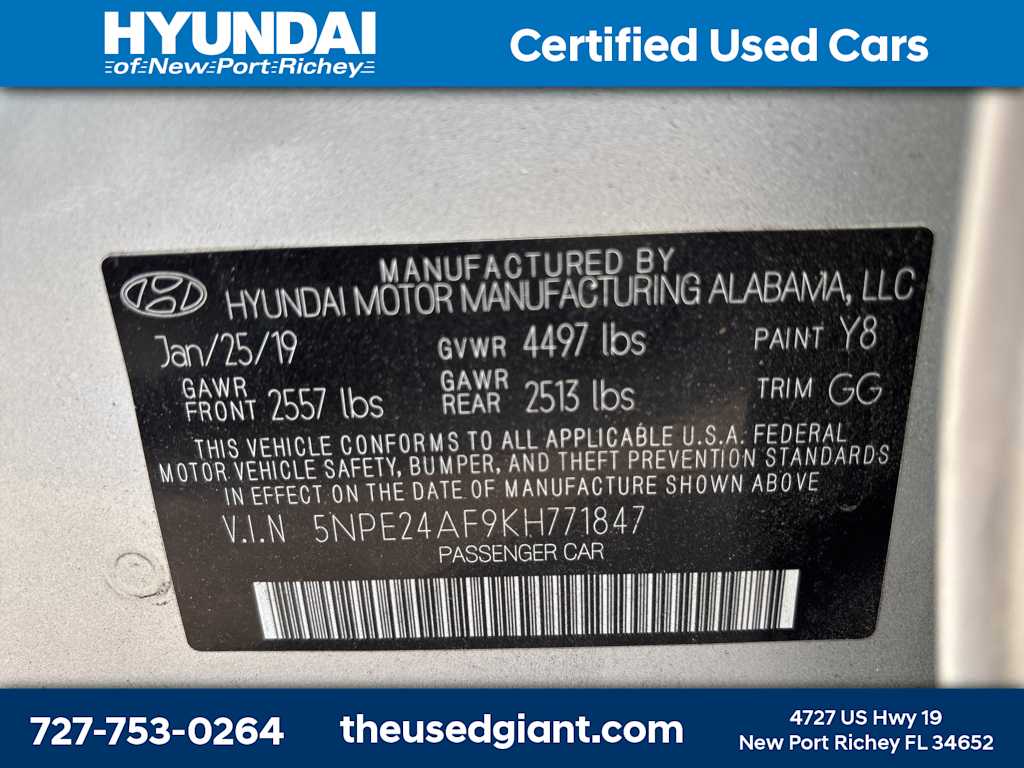 HYUNDAI
of New Port Richey
Certified Used Cars
MANUFACTURED BY
HYUNDAI MOTOR MANUFACTURING ALABAMA, LLC
Jan/25/19 GVWR 4497 lbs PAINT Y8
GAWR FRONT 2557 lbs GAWR REAR 2513 lbs TRIM GG
THIS VEHICLE CONFORMS TO ALL APPLICABLE U.S.A. FEDERAL
MOTOR VEHICLE SAFETY, BUMPER, AND THEFT PREVENTION STANDARDS
IN EFFECT ON THE DATE OF MANUFACTURE SHOWN ABOVE
V.I.N 5NPE24AF9KH771847
PASSENGER CAR
727-753-0264
theusedgiant.com
4727 US Hwy 19
New Port Richey FL 34652